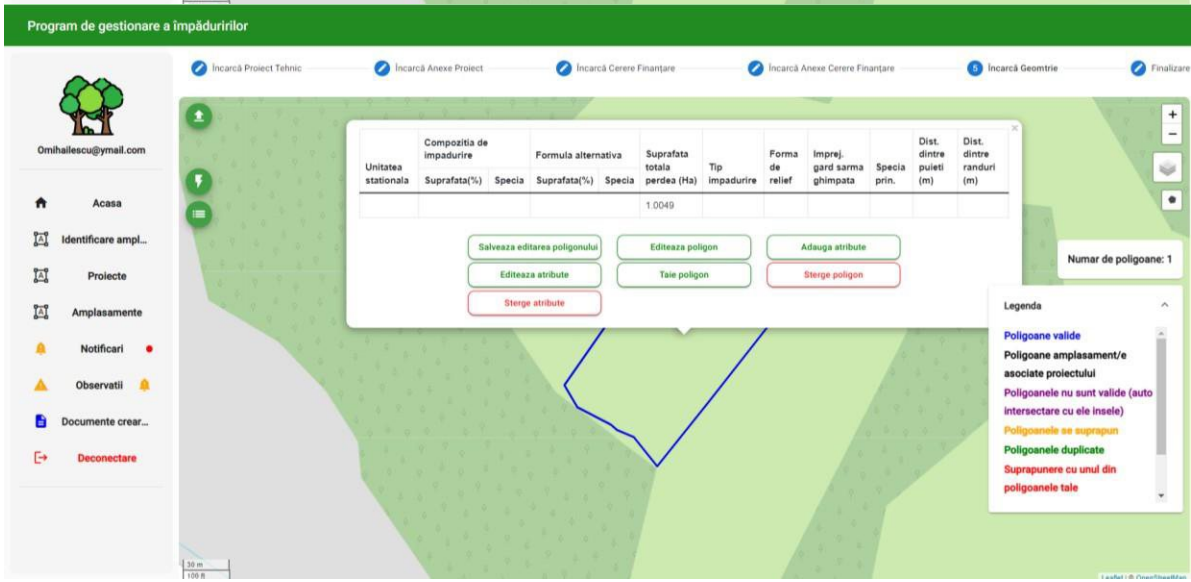 Program de gestionare a împăduririlor
Încarcă Proiect Tehnic
Încarcă Anexe Proiect
Încarcă Cerere Finanțare
Încarcă Anexe Cerere Finanțare
5 Încarcă Geomtrie
Finalizare
Omihailescu@ymail.com
Acasa
Identificare ampl...
Proiecte
Amplasamente
Notificari
Observatii
Documente crear...
Deconectare
Unitatea stationala
Compozitia de impadurire
Suprafata(%) Specia
Formula alternativa
Suprafata(%) Specia
Suprafata totala perdea (Ha)
Tip impadurire
Forma de relief
Imprej. gard sarma ghimpata
Specia prin.
Dist. dintre puieti (m)
Dist. dintre randuri (m)
1.0049
Salveaza editarea poligonului
Editeaza poligon
Adauga atribute
Editeaza atribute
Taie poligon
Sterge poligon
Sterge atribute
×
+
−
Numar de poligoane: 1
Legenda
Poligoane valide
Poligoane amplasament/e
asociate proiectului
Poligoanele nu sunt valide (auto
intersectare cu ele insele)
Poligoanele se suprapun
Poligoanele duplicate
Suprapunere cu unul din
poligoanele tale
30 m
100 ft
Leaflet | © OpenStreetMap